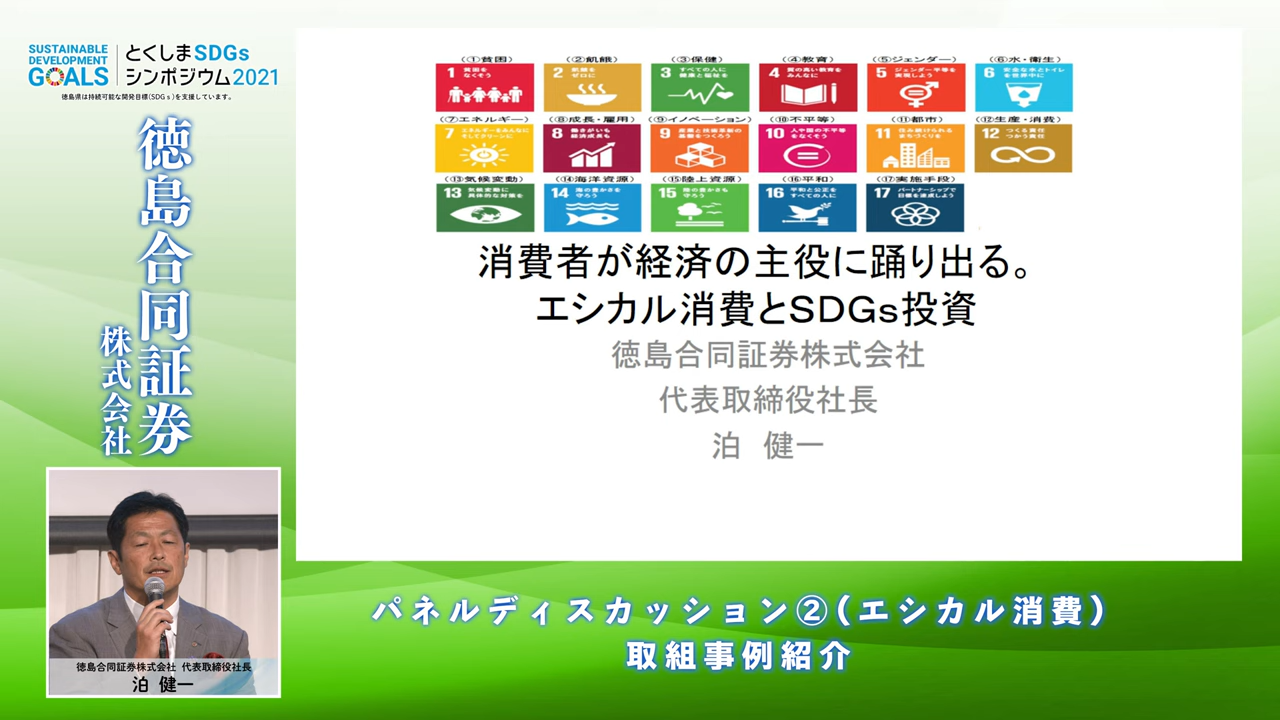 SUSTAINABLE
DEVELOPMENT
GOALS
とくしまSDGs
シンポジウム2021
徳島県は持続可能な開発目標(SDGs)を支援しています。
徳島合同証券
株式会社
(①貧困) (②飢餓) (③保健) (④教育) (⑤ジェンダー) (⑥水・衛生)
1 貧困を なくそう
2 飢餓を ゼロに
3 すべての人に 健康と福祉を
4 質の高い教育を みんなに
5 ジェンダー平等を 実現しよう
6 安全な水とトイレ を世界中に
(⑦エネルギー) (⑧成長・雇用) (⑨イノベーション) (⑩不平等) (⑪都市) (⑫生産・消費)
7 エネルギーをみんなに そしてクリーンに
8 働きがいも 経済成長も
9 産業と技術革新の 基盤をつくろう
10 人や国の不平等 をなくそう
11 住み続けられる まちづくりを
12 つくる責任 つかう責任
(⑬気候変動) (⑭海洋資源) (⑮陸上資源) (⑯平和) (⑰実施手段)
13 気候変動に 具体的な対策を
14 海の豊かさを 守ろう
15 陸の豊かさも 守ろう
16 平和と公正を すべての人に
17 パートナーシップで 目標を達成しよう
消費者が経済の主役に踊り出る。
エシカル消費とSDGs投資
徳島合同証券株式会社
代表取締役社長
泊 健一
徳島合同証券株式会社 代表取締役社長
泊 健一
パネルディスカッション②(エシカル消費)
取組事例紹介